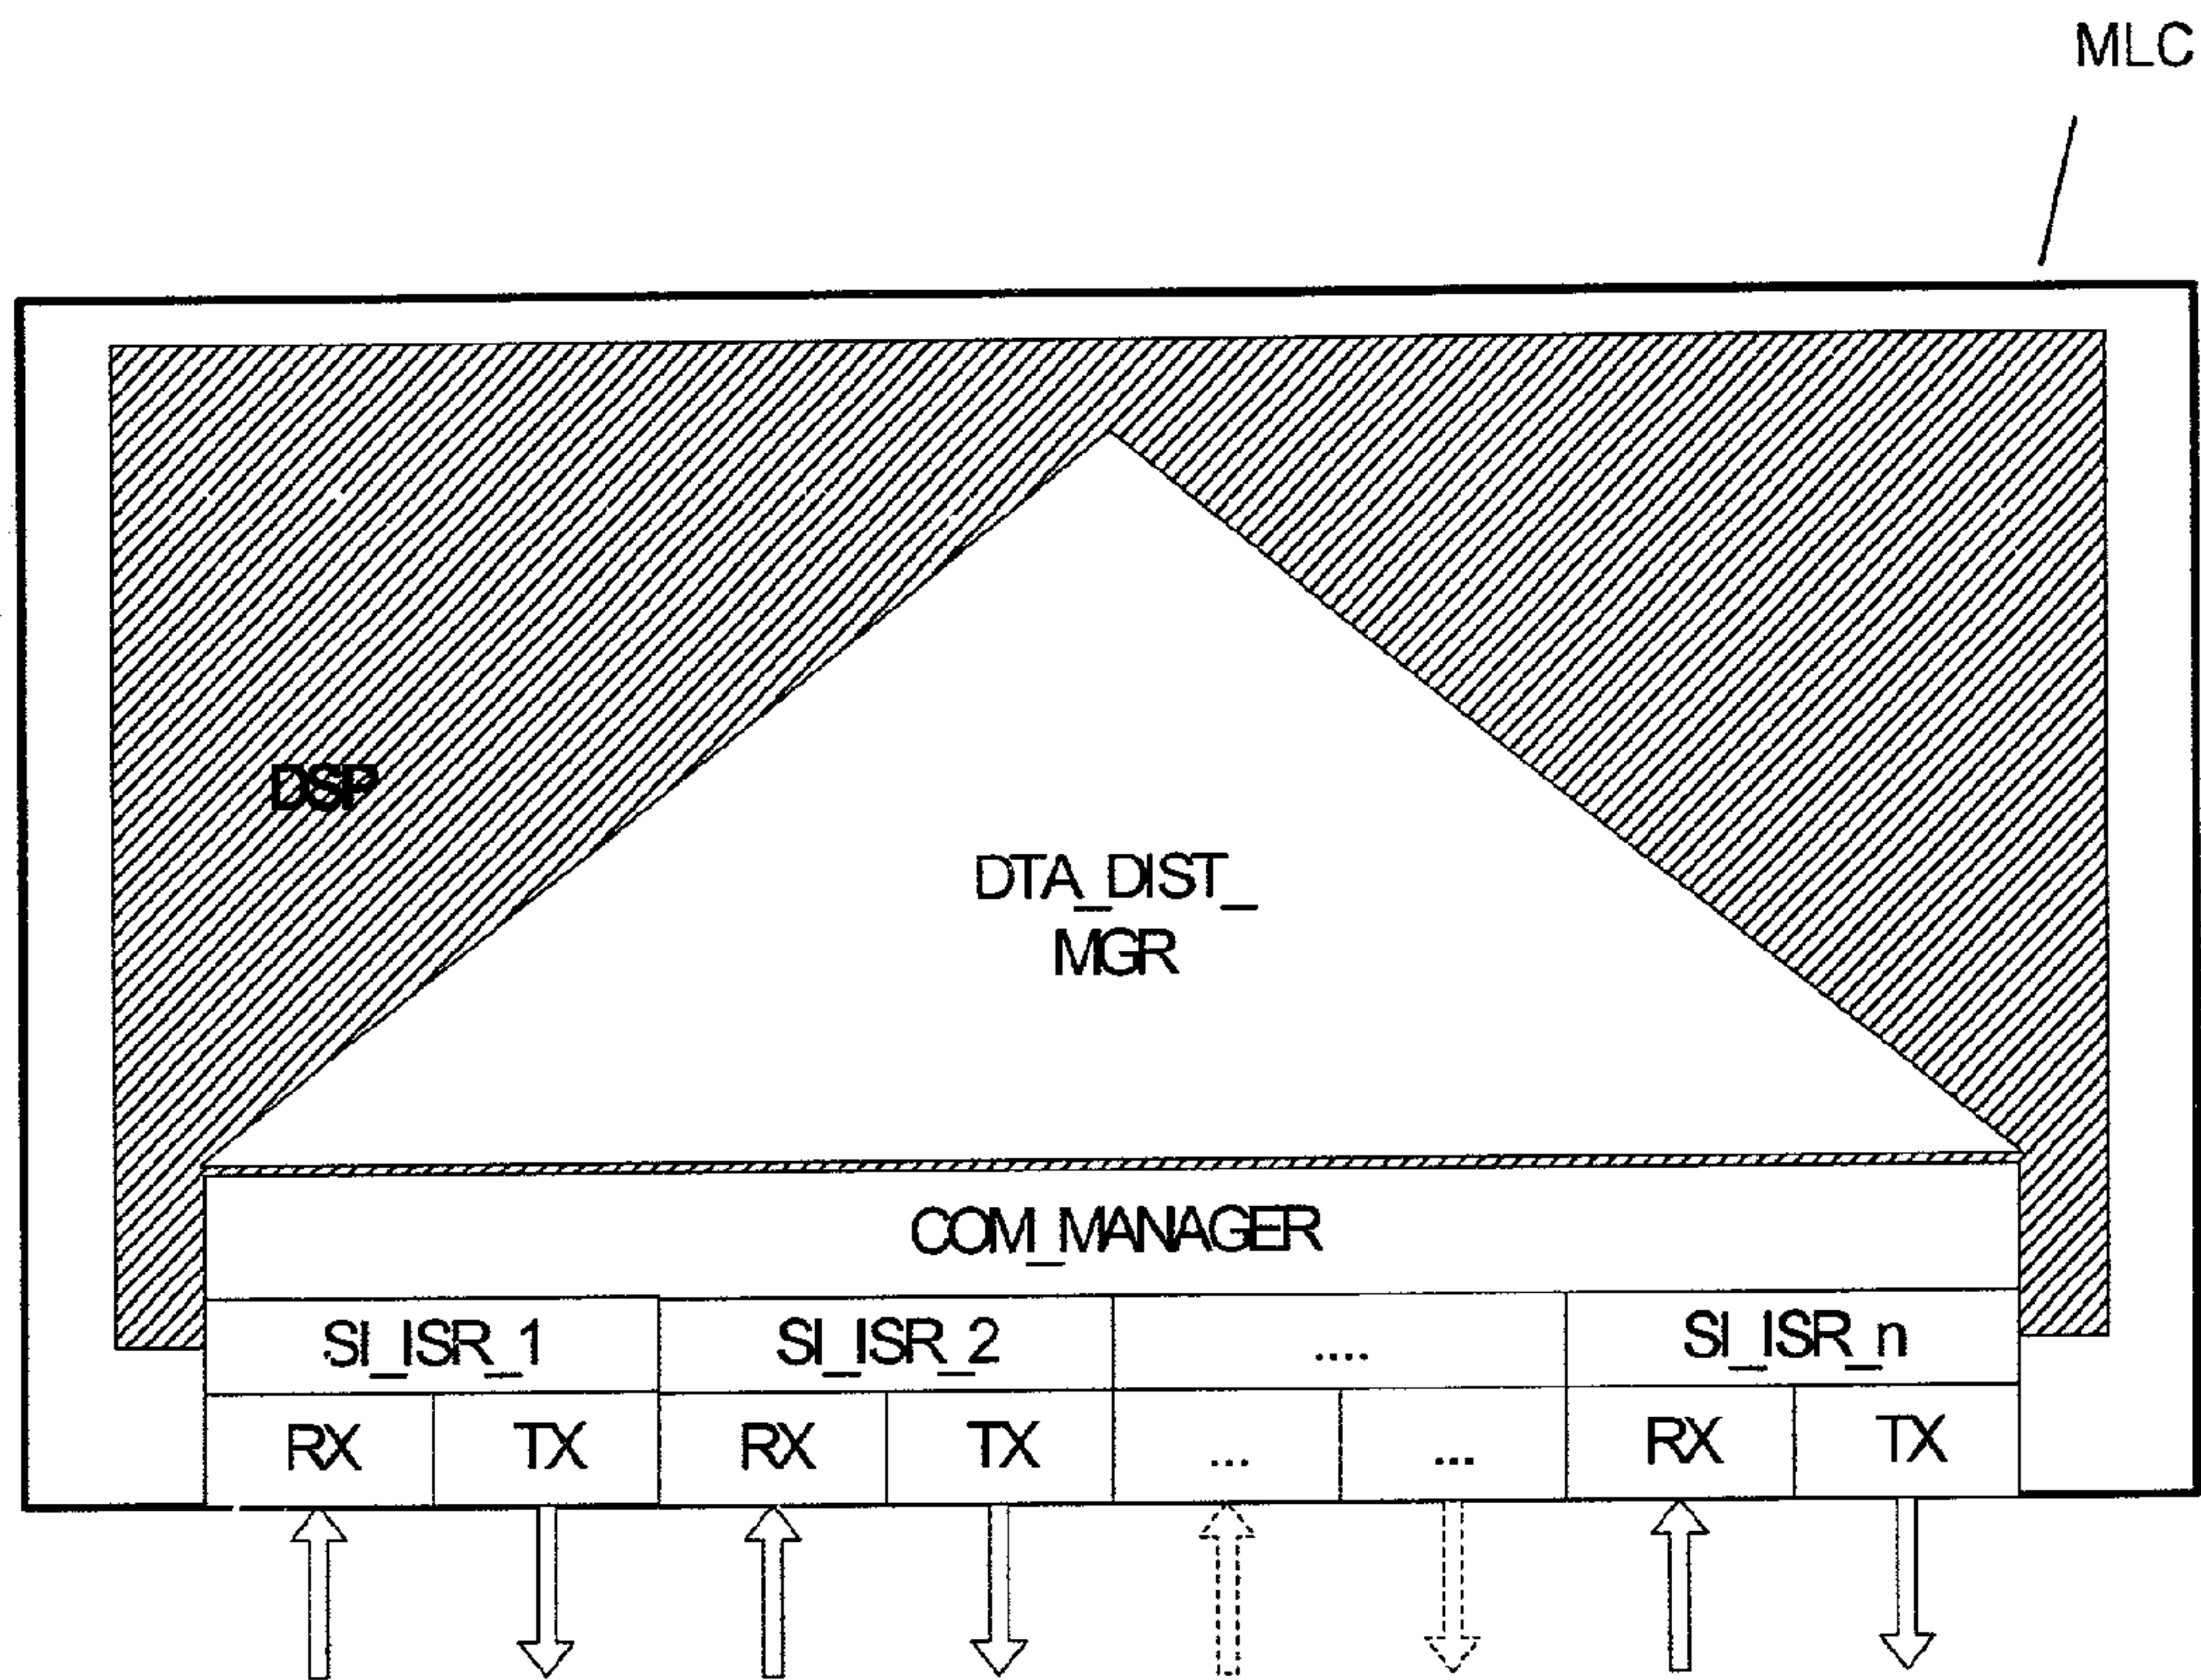 MLC
DSP
DTA_DIST_
MGR
COM_MANAGER
SI_ISR_1 SI_ISR_2 .... SI_ISR_n
RX TX RX TX ... ... RX TX